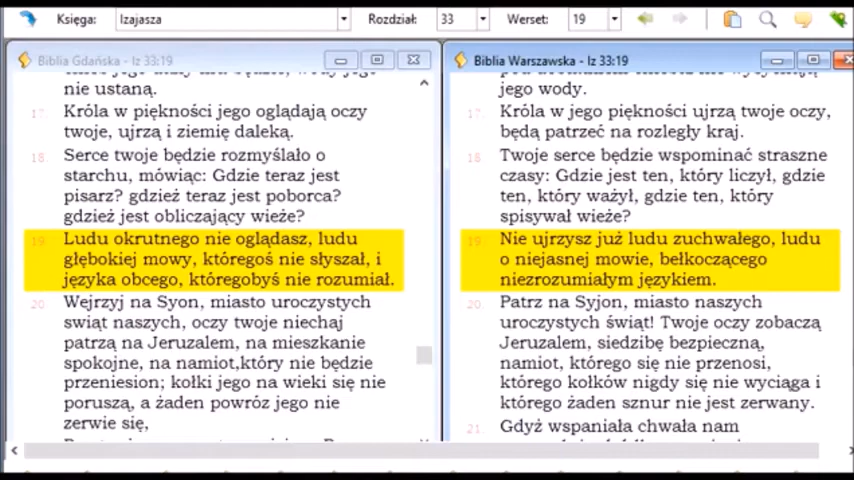 Księga: Izajasza Rozdział: 33 Werset: 19
Biblia Gdańska - Iz 33:19
nie ustaną.
17. Króla w piękności jego oglądają oczy
twoje, ujrzą i ziemię daleką.
18. Serce twoje będzie rozmyślało o
starchu, mówiąc: Gdzie teraz jest
pisarz? gdzież teraz jest poborca?
gdzież jest obliczający wieże?
19. Ludu okrutnego nie oglądasz, ludu
głębokiej mowy, któregoś nie słyszał, i
języka obcego, któregobyś nie rozumiał.
20. Wejrzyj na Syon, miasto uroczystych
swiąt naszych, oczy twoje niechaj
patrzą na Jeruzalem, na mieszkanie
spokojne, na namiot,który nie będzie
przeniesion; kołki jego na wieki się nie
poruszą, a żaden powróz jego nie
zerwie się,
Biblia Warszawska - Iz 33:19
jego wody.
17. Króla w jego piękności ujrzą twoje oczy,
będą patrzeć na rozległy kraj.
18. Twoje serce będzie wspominać straszne
czasy: Gdzie jest ten, który liczył, gdzie
ten, który ważył, gdzie ten, który
spisywał wieże?
19. Nie ujrzysz już ludu zuchwałego, ludu
o niejasnej mowie, bełkoczącego
niezrozumiałym językiem.
20. Patrz na Syjon, miasto naszych
uroczystych świąt! Twoje oczy zobaczą
Jeruzalem, siedzibę bezpieczną,
namiot, którego się nie przenosi,
którego kołków nigdy się nie wyciąga i
którego żaden sznur nie jest zerwany.
21. Gdyż wspaniała chwała nam